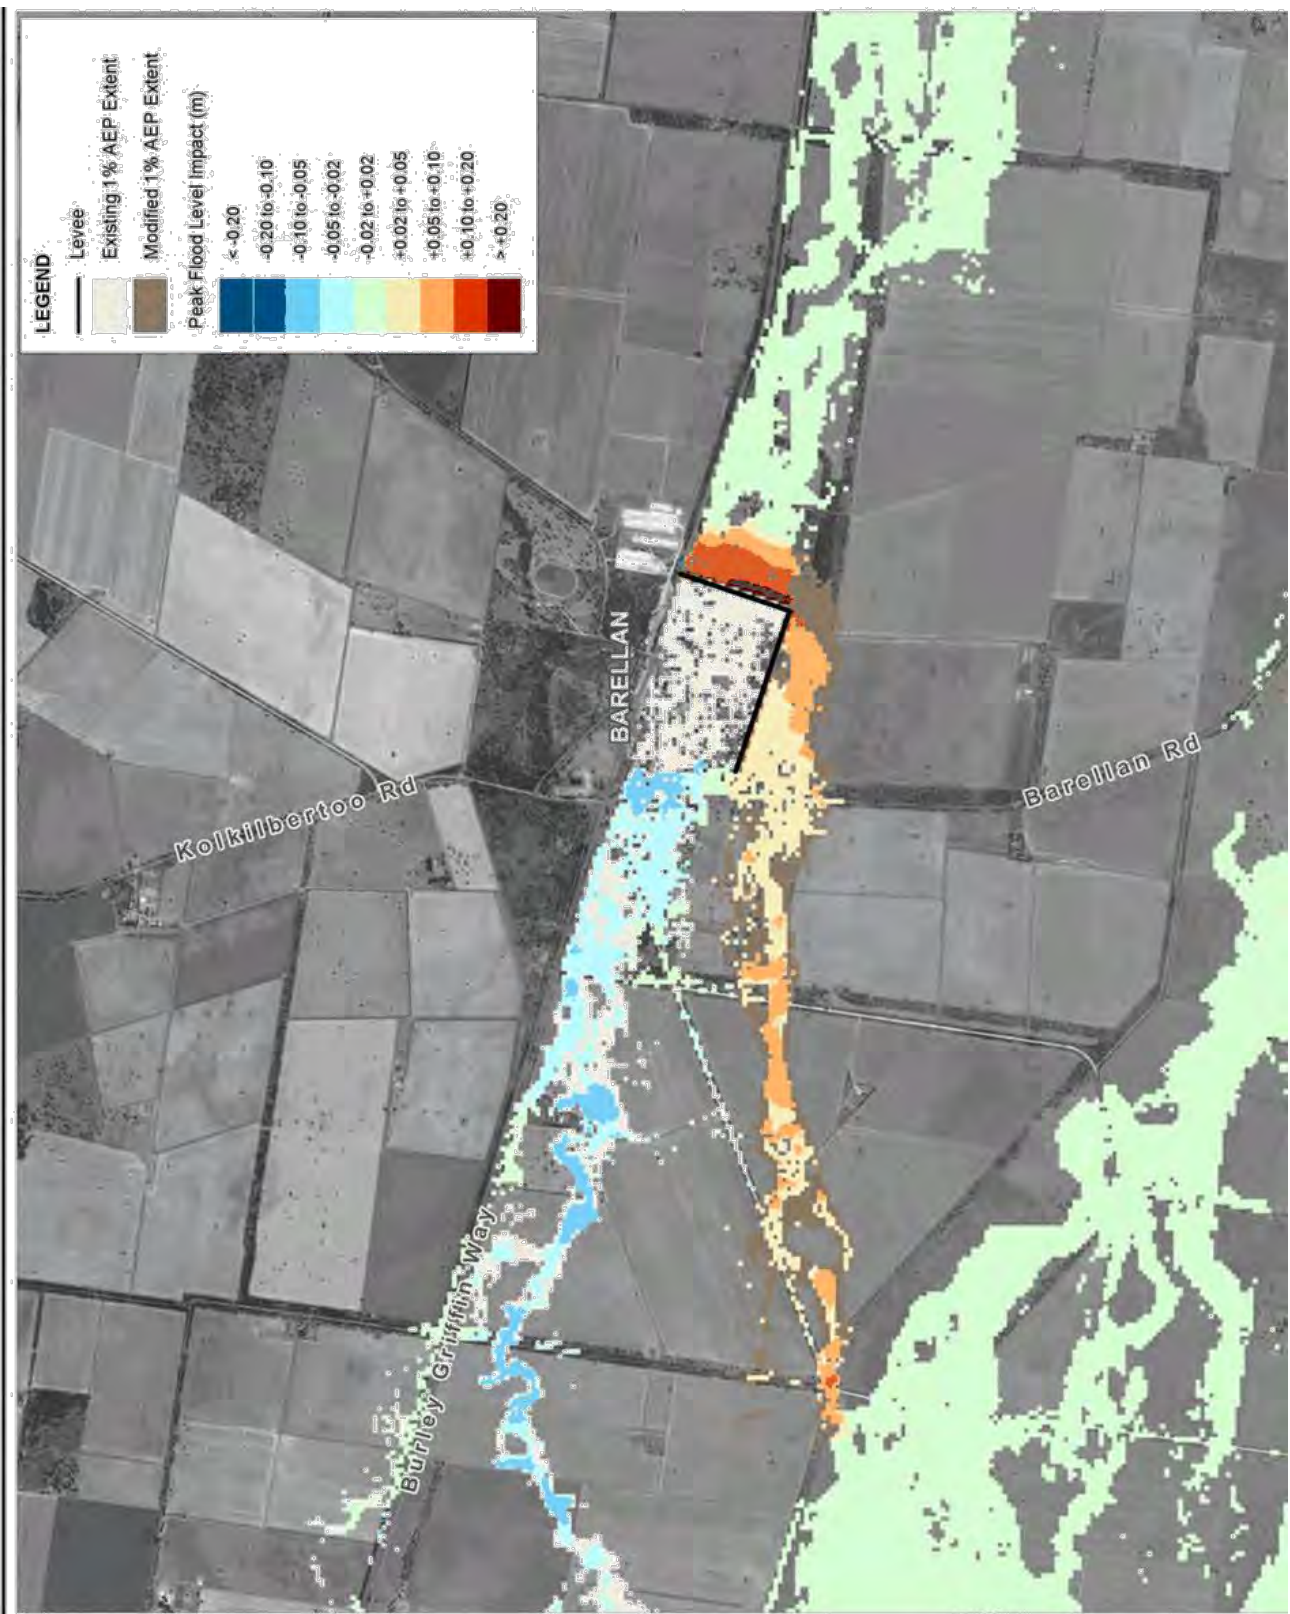 LEGEND
Levee
Existing 1% AEP Extent
Modified 1% AEP Extent
Peak Flood Level Impact (m)
< -0.20
-0.20 to -0.10
-0.10 to -0.05
-0.05 to -0.02
-0.02 to +0.02
+0.02 to +0.05
+0.05 to +0.10
+0.10 to +0.20
> +0.20
Kolkilbertoo Rd
BARELLAN
Barellan Rd
Burley Griffin Way